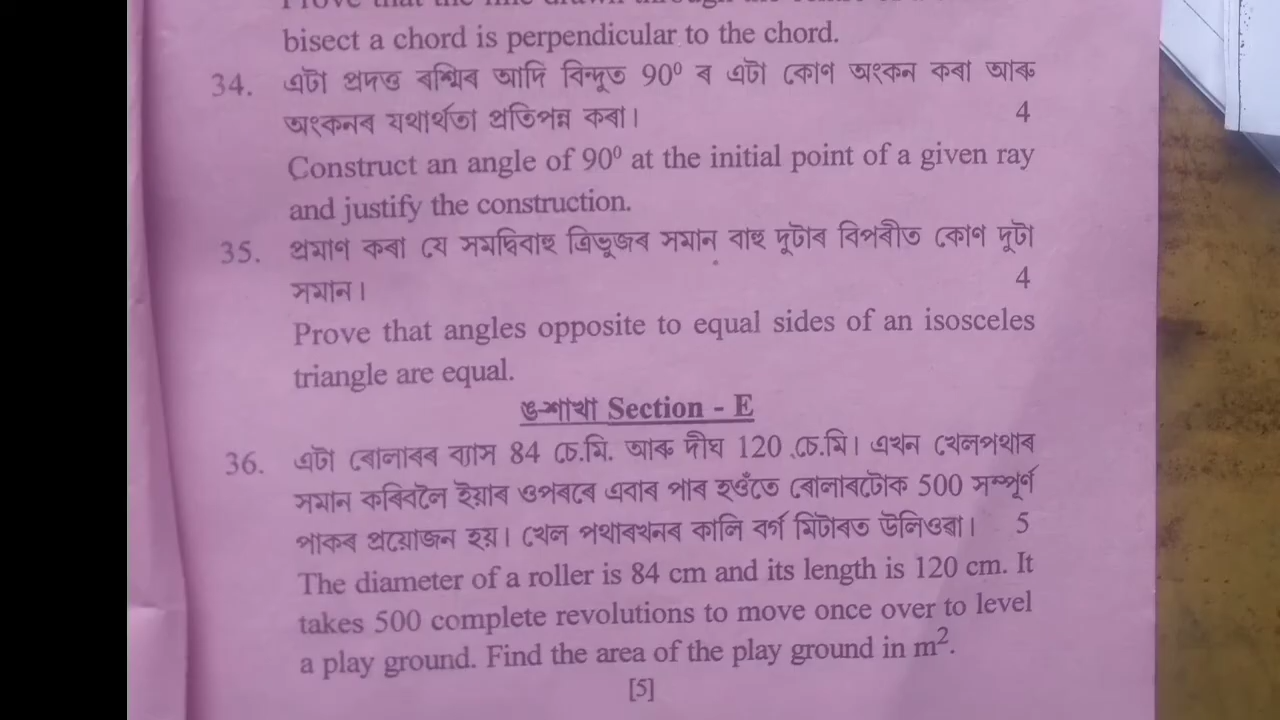 bisect a chord is perpendicular to the chord.
34. এটা প্ৰদত্ত ৰশ্মিৰ আদি বিন্দুত 90⁰ ৰ এটা কোণ অংকন কৰা আৰু
অংকনৰ যথাৰ্থতা প্ৰতিপন্ন কৰা। 4
Construct an angle of 90⁰ at the initial point of a given ray
and justify the construction.
35. প্ৰমাণ কৰা যে সমদ্বিবাহু ত্ৰিভূজৰ সমান বাহু দুটাৰ বিপৰীত কোণ দুটা
সমান। 4
Prove that angles opposite to equal sides of an isosceles
triangle are equal.
ঙ-শাখা Section - E
36. এটা ৰোলাৰৰ ব্যাস 84 চে.মি. আৰু দীঘ 120 চে.মি। এখন খেলপথাৰ
সমান কৰিবলৈ ইয়াৰ ওপৰৰে এবাৰ পাৰ হওঁতে ৰোলাৰটোক 500 সম্পূৰ্ণ
পাকৰ প্ৰয়োজন হয়। খেল পথাৰখনৰ কালি বৰ্গ মিটাৰত উলিওৱা। 5
The diameter of a roller is 84 cm and its length is 120 cm. It
takes 500 complete revolutions to move once over to level
a play ground. Find the area of the play ground in m².
[5]